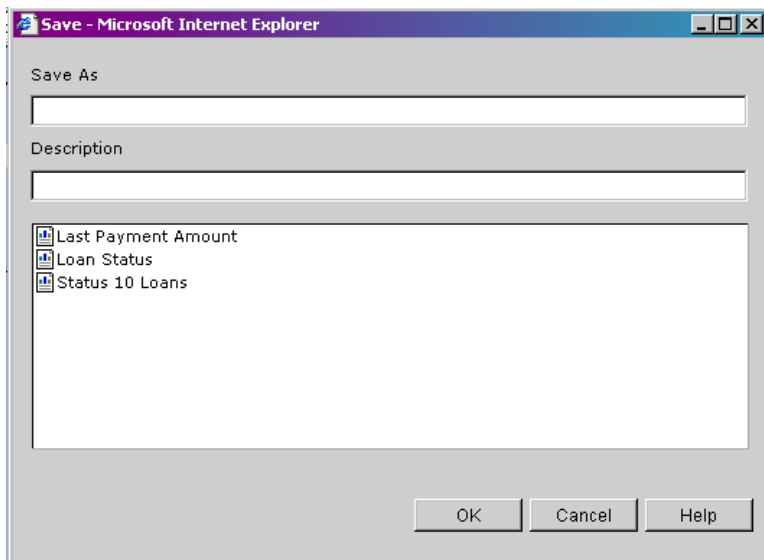 Save - Microsoft Internet Explorer
Save As
Description
Last Payment Amount
Loan Status
Status 10 Loans
OK Cancel Help